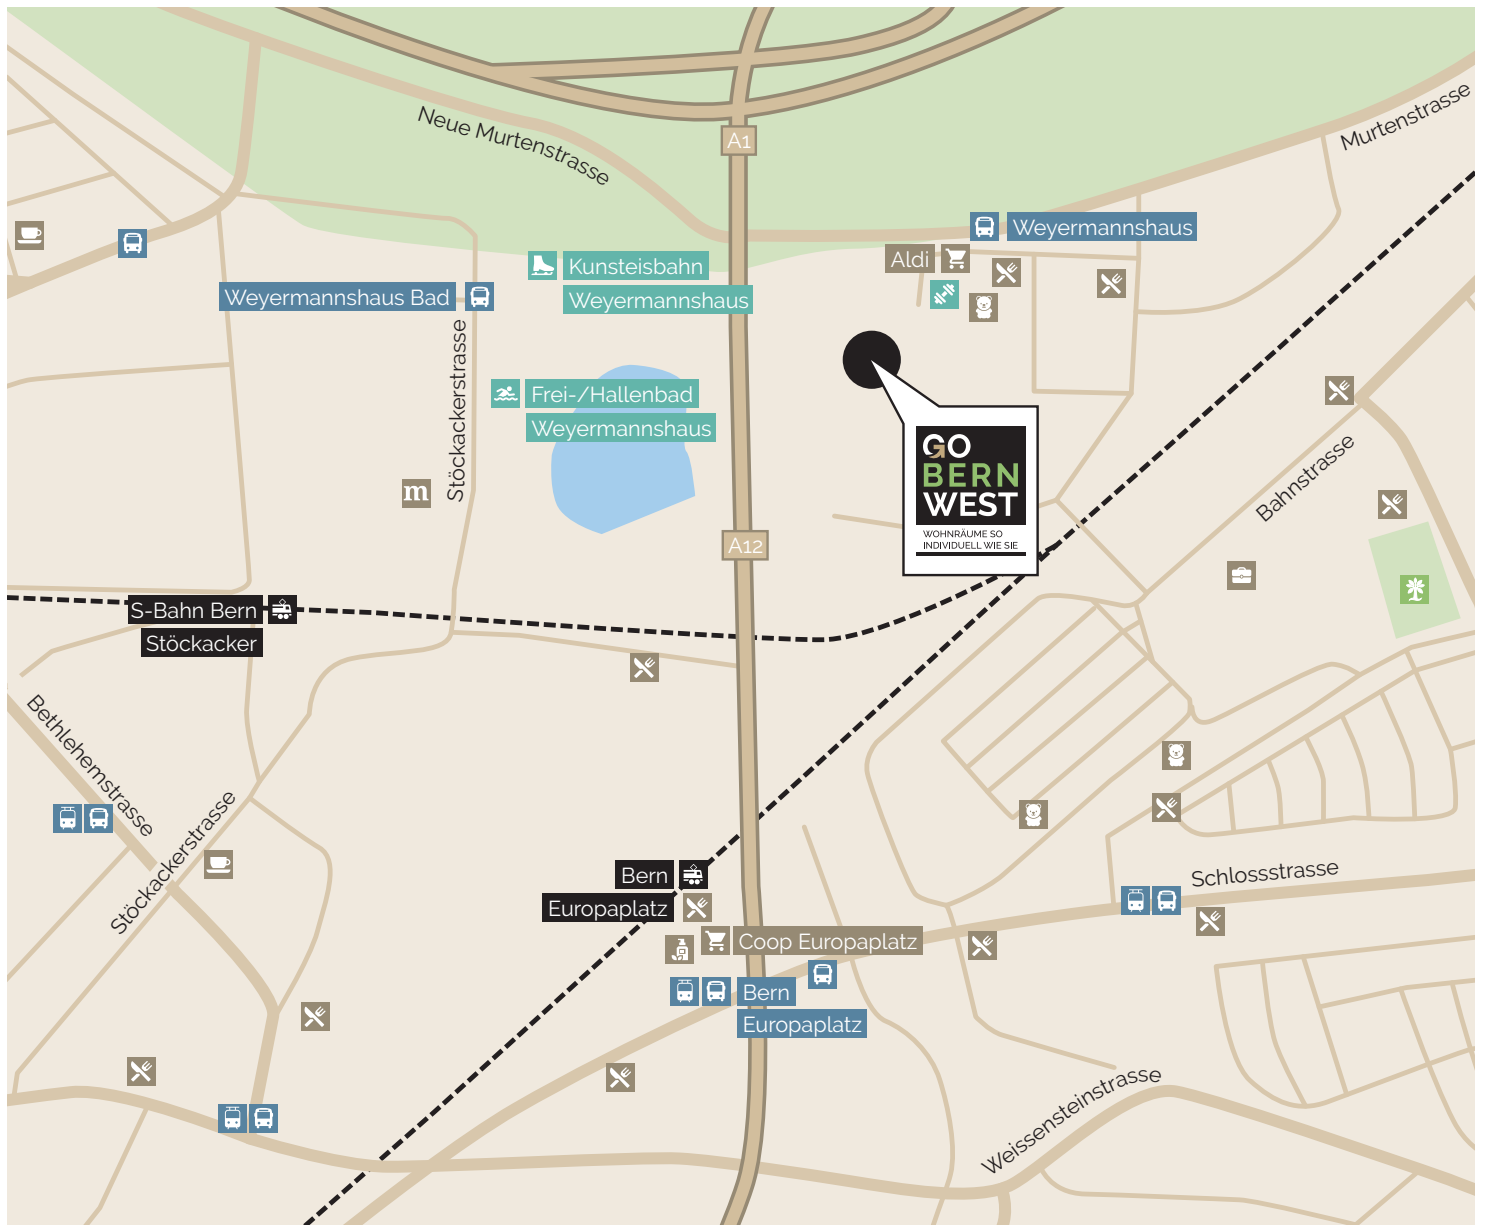 Neue Murtenstrasse
Murtenstrasse
A1
Weyermannshaus
Aldi
Kunsteisbahn
Weyermannshaus
Weyermannshaus Bad
Stöckackerstrasse
Frei-/Hallenbad
Weyermannshaus
GO
BERN
WEST
WOHNRÄUME SO
INDIVIDUELL WIE SIE
Bahnstrasse
m
A12
S-Bahn Bern
Stöckacker
Bethlehemstrasse
Stöckackerstrasse
Bern
Europaplatz
Schlossstrasse
Coop Europaplatz
Bern
Europaplatz
Weissensteinstrasse